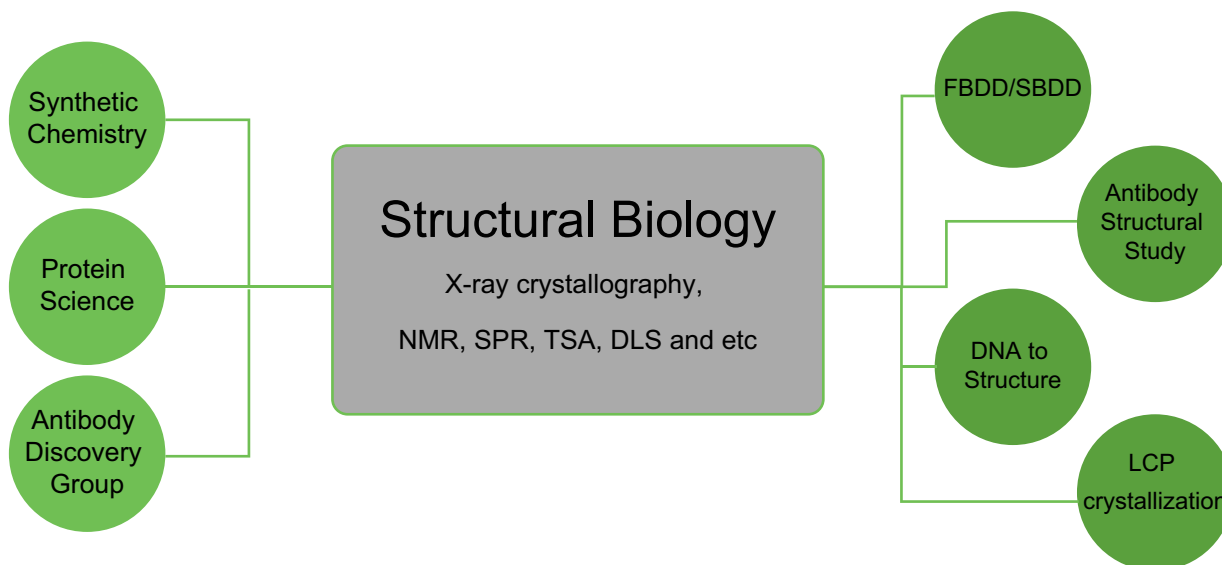 Synthetic
Chemistry
Protein
Science
Antibody
Discovery
Group
Structural Biology
X-ray crystallography,
NMR, SPR, TSA, DLS and etc
FBDD/SBDD
Antibody
Structural
Study
DNA to
Structure
LCP
crystallization